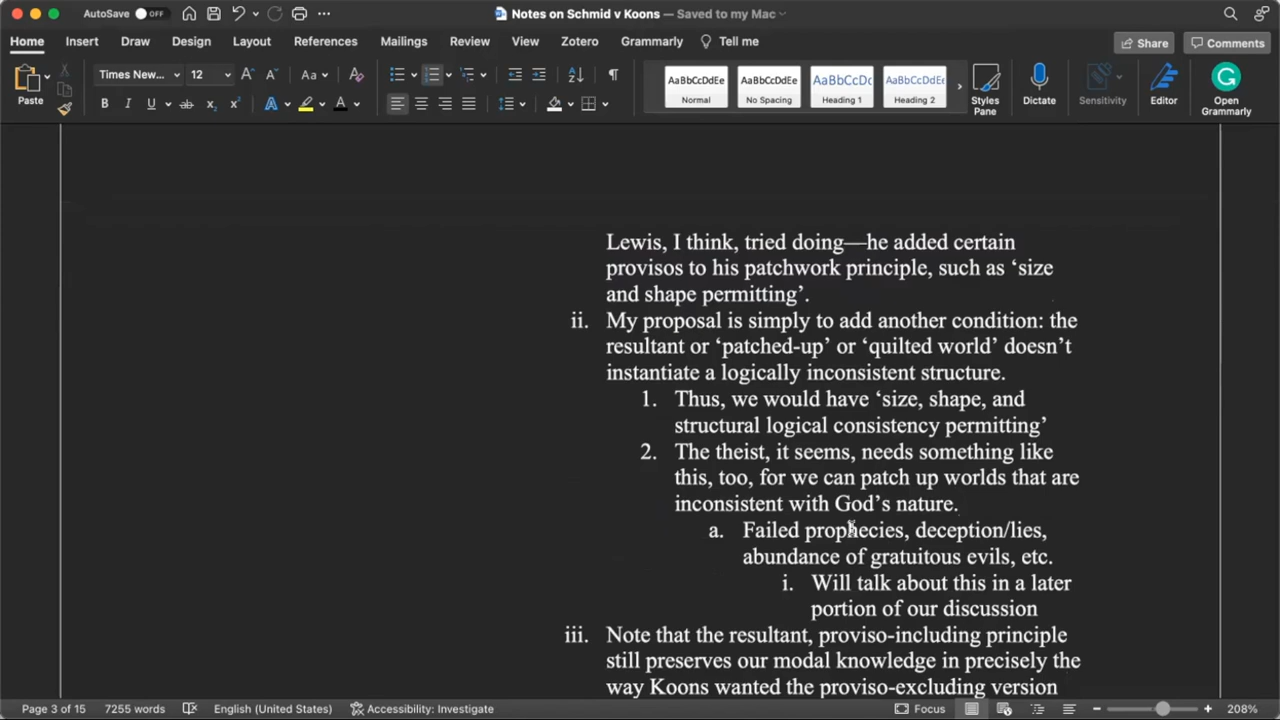 AutoSave OFF
Notes on Schmid v Koons — Saved to my Mac
Home Insert Draw Design Layout References Mailings Review View Zotero Grammarly Tell me Share Comments
Paste
Times New... 12 Aa
B I U ab x₂ x² A A
AaBbCcDdEe AaBbCcDdEe AaBbCcDc AaBbCcDdEe
Normal No Spacing Heading 1 Heading 2
Styles Pane
Dictate
Sensitivity
Editor
Open Grammarly
Lewis, I think, tried doing—he added certain
provisos to his patchwork principle, such as ‘size
and shape permitting’.
ii. My proposal is simply to add another condition: the
resultant or ‘patched-up’ or ‘quilted world’ doesn’t
instantiate a logically inconsistent structure.
1. Thus, we would have ‘size, shape, and
structural logical consistency permitting’
2. The theist, it seems, needs something like
this, too, for we can patch up worlds that are
inconsistent with God’s nature.
a. Failed prophecies, deception/lies,
abundance of gratuitous evils, etc.
i. Will talk about this in a later
portion of our discussion
iii. Note that the resultant, proviso-including principle
still preserves our modal knowledge in precisely the
way Koons wanted the proviso-excluding version
Page 3 of 15 7255 words English (United States) Accessibility: Investigate Focus 208%